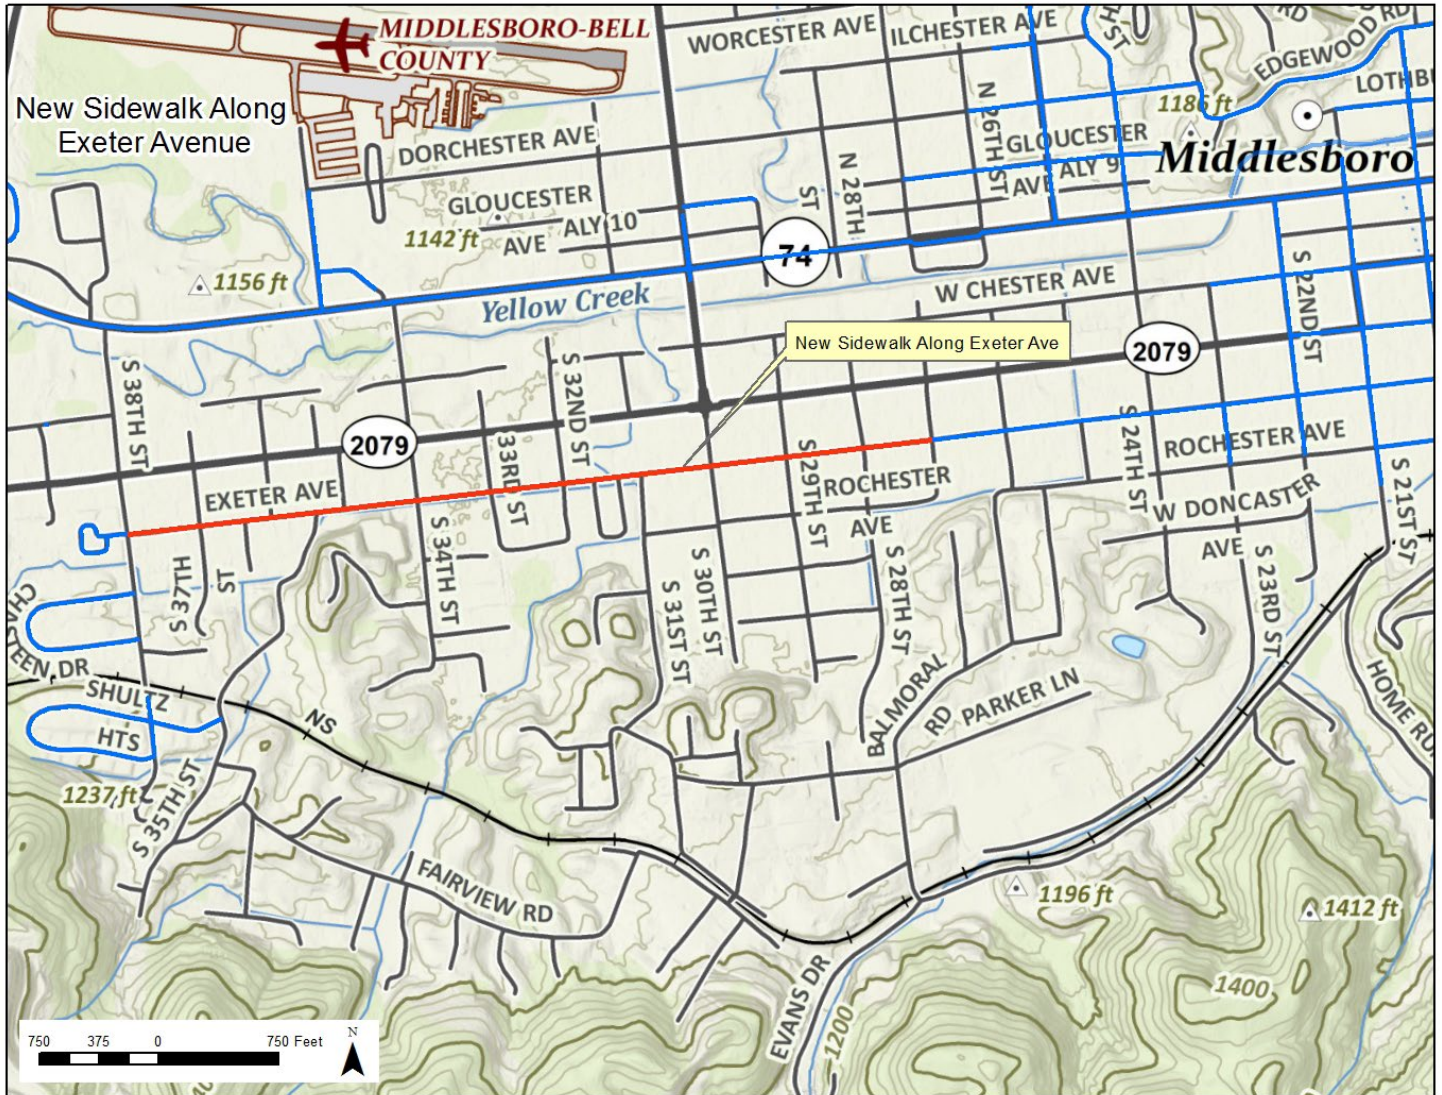 MIDDLESBORO-BELL
COUNTY
New Sidewalk Along
Exeter Avenue
WORCESTER AVE
ILCHESTER AVE
H ST
RD
EDGEWOOD RD
LOTHB
1186 ft
N 26TH ST
GLOUCESTER
AVE
ALY 9
Middlesboro
DORCHESTER AVE
GLOUCESTER
AVE
ALY 10
1142 ft
ST
N 28TH
74
1156 ft
Yellow Creek
W CHESTER AVE
S 22ND ST
New Sidewalk Along Exeter Ave
2079
S 38TH ST
S 32ND ST
2079
33RD ST
S 29TH ST
S 24TH ST
ROCHESTER AVE
EXETER AVE
ROCHESTER
AVE
W DONCASTER
AVE
S 21ST ST
S 34TH ST
S 37TH
ST
S 30TH ST
S 31ST ST
S 28TH ST
S 23RD ST
CHASTEEN DR
SHULTZ
HTS
NS
BALMORAL
RD
PARKER LN
HOME RU
1237 ft
S 35TH ST
FAIRVIEW RD
1196 ft
1412 ft
1400
EVANS DR
1200
750 375 0 750 Feet
N